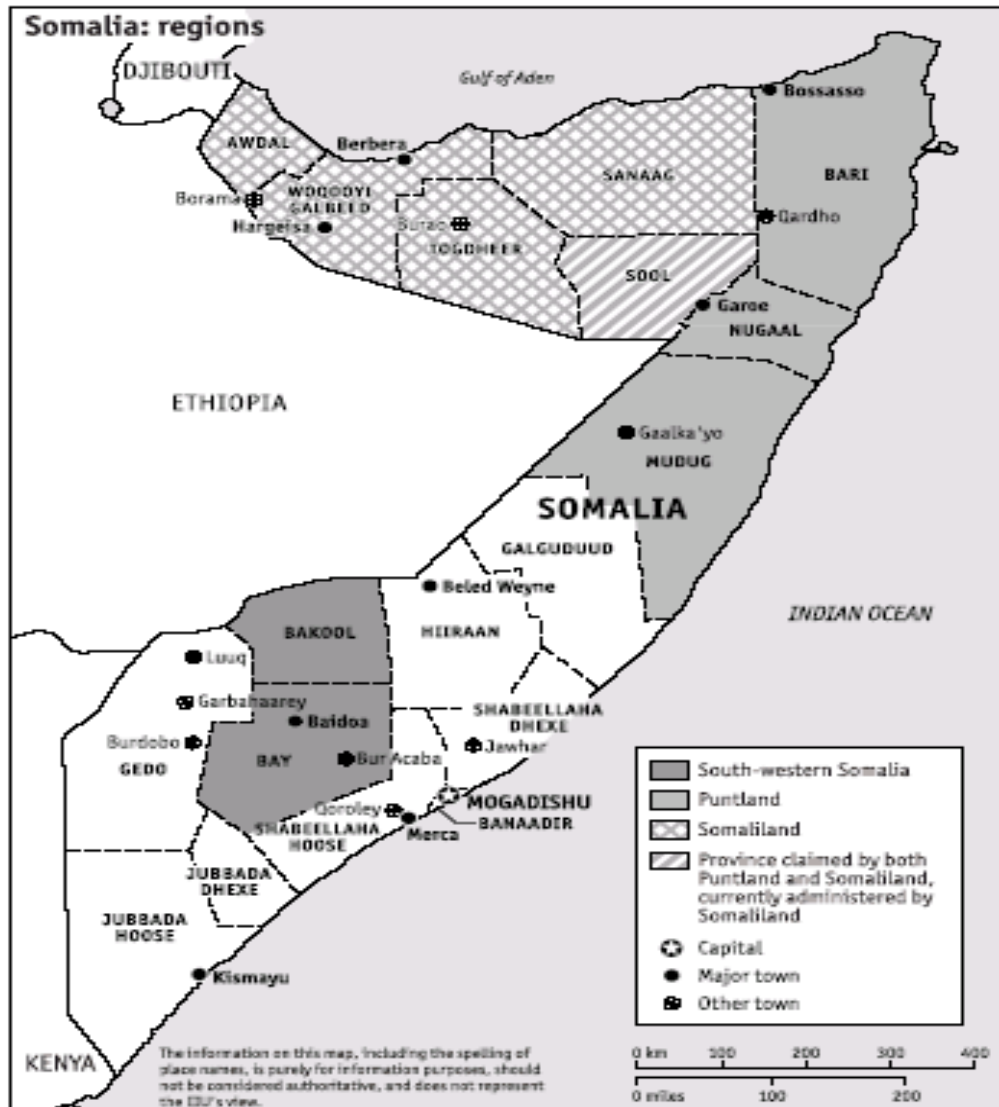 Somalia: regions
DJIBOUTI
Gulf of Aden
Bossasso
AWDAL
Berbera
SANAAG
BARI
Borama
WOQOOYI
GALBEED
Qardho
Hargeisa
Burao
TOGDHEER
SOOL
Garoe
NUGAAL
ETHIOPIA
Gaalka'yo
MUDUG
SOMALIA
GALGUDUUD
Beled Weyne
INDIAN OCEAN
BAKOOL
HIIRAAN
Luuq
Garbahaarey
SHABEELLAHA
DHEXE
Baidoa
Burdobo
GEDO
BAY
Bur Acaba
Jawhar
Qoroley
MOGADISHU
BANAADIR
SHABEELLAHA
HOOSE
Merca
JUBBADA
DHEXE
JUBBADA
HOOSE
Kismayu
KENYA
South-western Somalia
Puntland
Somaliland
Province claimed by both
Puntland and Somaliland,
currently administered by
Somaliland
Capital
Major town
Other town
The information on this map, including the spelling of
place names, is purely for information purposes, should
not be considered authoritative, and does not represent
the EIU's view.
0 km 100 200 300 400
0 miles 100 200